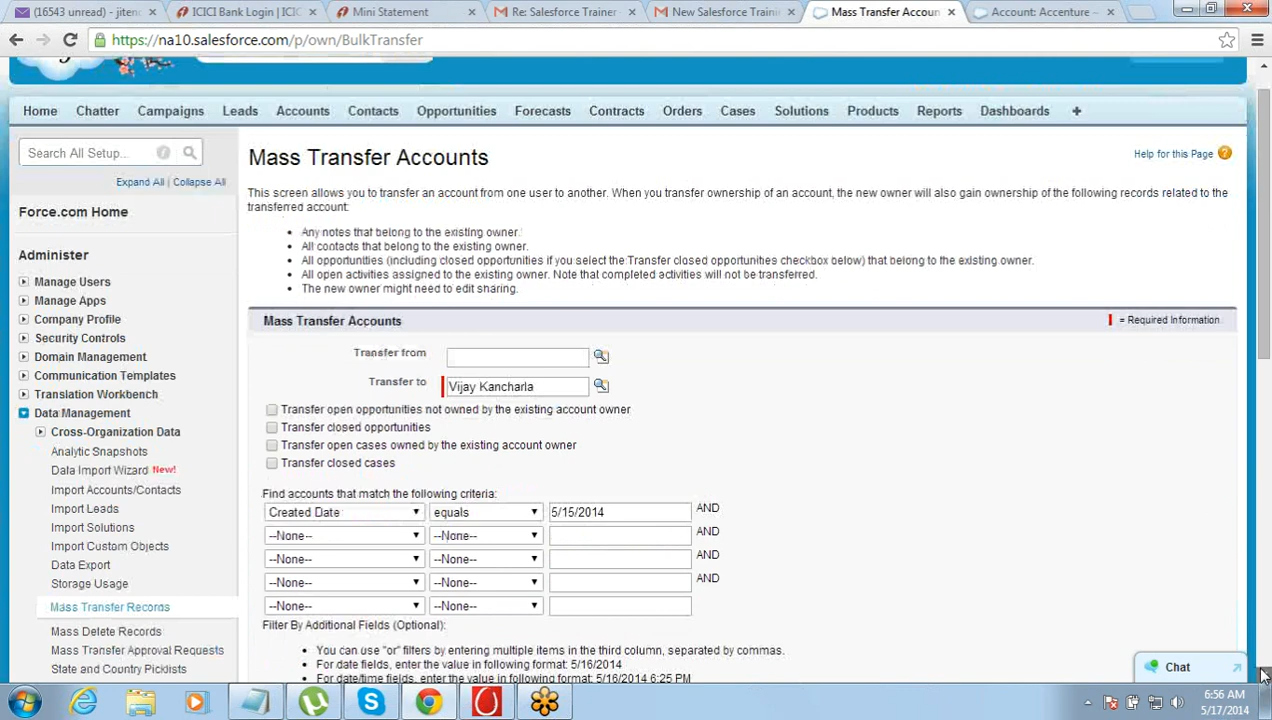 (16543 unread) - jiten
ICICI Bank Login | IC
Mini Statement
Re: Salesforce Trainer -
New Salesforce Traini
Mass Transfer Accoun
Account: Accenture ~
https://na10.salesforce.com/p/own/BulkTransfer
Home Chatter Campaigns Leads Accounts Contacts Opportunities Forecasts Contracts Orders Cases Solutions Products Reports Dashboards +
Search All Setup...
Expand All | Collapse All
Force.com Home
Administer
Manage Users
Manage Apps
Company Profile
Security Controls
Domain Management
Communication Templates
Translation Workbench
Data Management
Cross-Organization Data
Analytic Snapshots
Data Import Wizard New!
Import Accounts/Contacts
Import Leads
Import Solutions
Import Custom Objects
Data Export
Storage Usage
Mass Transfer Records
Mass Delete Records
Mass Transfer Approval Requests
State and Country Picklists
Mass Transfer Accounts
Help for this Page ?
This screen allows you to transfer an account from one user to another. When you transfer ownership of an account, the new owner will also gain ownership of the following records related to the
transferred account:
Any notes that belong to the existing owner.
All contacts that belong to the existing owner.
All opportunities (including closed opportunities if you select the Transfer closed opportunities checkbox below) that belong to the existing owner.
All open activities assigned to the existing owner. Note that completed activities will not be transferred.
The new owner might need to edit sharing.
Mass Transfer Accounts
= Required Information
Transfer from
Transfer to Vijay Kancharla
Transfer open opportunities not owned by the existing account owner
Transfer closed opportunities
Transfer open cases owned by the existing account owner
Transfer closed cases
Find accounts that match the following criteria:
Created Date equals 5/15/2014 AND
--None-- --None-- AND
--None-- --None-- AND
--None-- --None-- AND
--None-- --None--
Filter By Additional Fields (Optional):
You can use "or" filters by entering multiple items in the third column, separated by commas.
For date fields, enter the value in following format: 5/16/2014
For date/time fields, enter the value in following format: 5/16/2014 6:25 PM
Chat
6:56 AM
5/17/2014